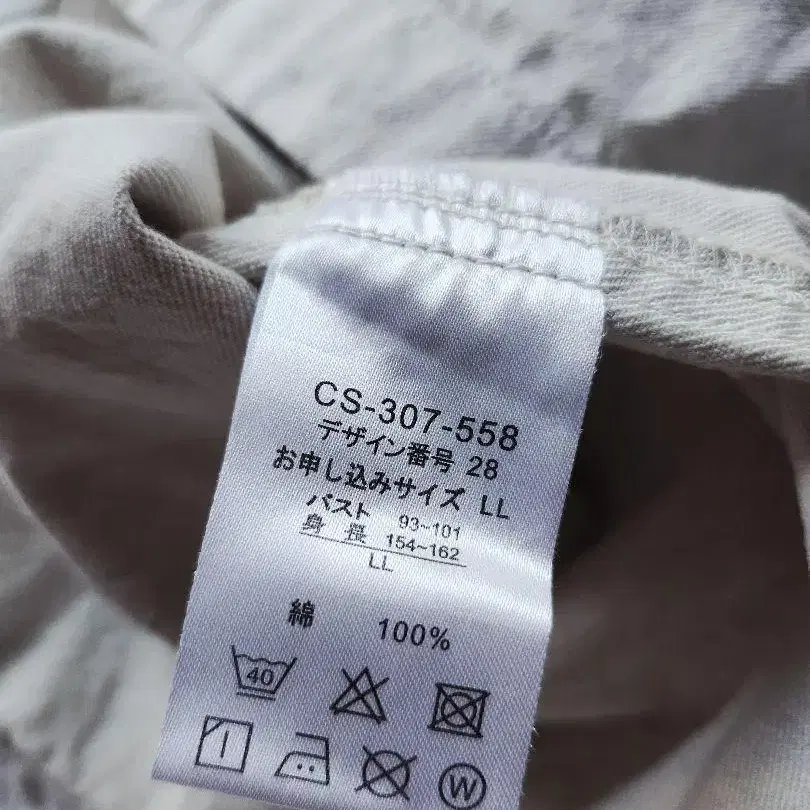 CS-307-558
デザイン番号 28
お申し込みサイズ LL
バスト 93~101
身長 154~162
LL
綿 100%
40
W